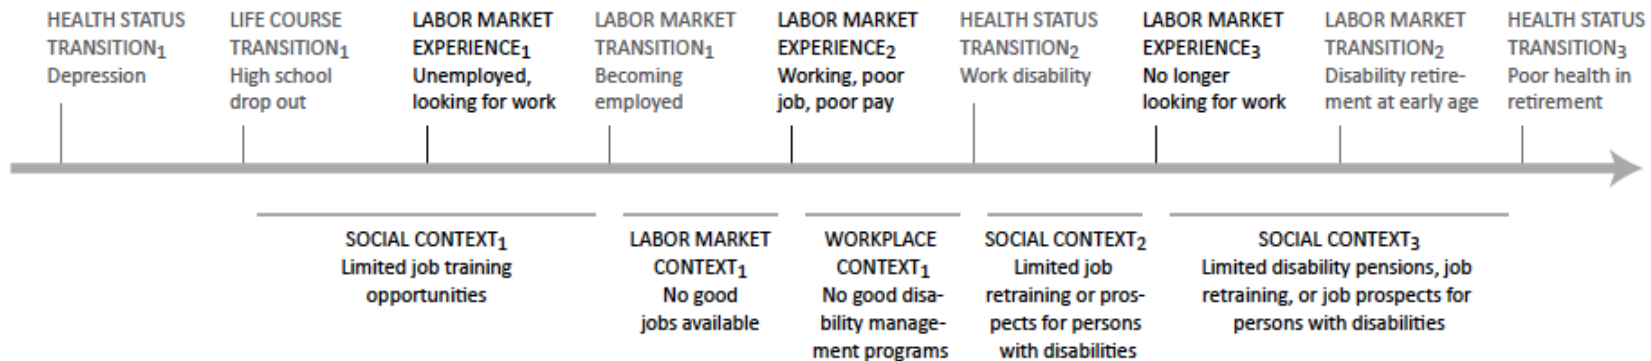 HEALTH STATUS
TRANSITION1
Depression
LIFE COURSE
TRANSITION1
High school
drop out
LABOR MARKET
EXPERIENCE1
Unemployed,
looking for work
LABOR MARKET
TRANSITION1
Becoming
employed
LABOR MARKET
EXPERIENCE2
Working, poor
job, poor pay
HEALTH STATUS
TRANSITION2
Work disability
LABOR MARKET
EXPERIENCE3
No longer
looking for work
LABOR MARKET
TRANSITION2
Disability retire-
ment at early age
HEALTH STATUS
TRANSITION3
Poor health in
retirement
SOCIAL CONTEXT1
Limited job training
opportunities
LABOR MARKET
CONTEXT1
No good
jobs available
WORKPLACE
CONTEXT1
No good disa-
bility manage-
ment programs
SOCIAL CONTEXT2
Limited job
retraining or pros-
pects for persons
with disabilities
SOCIAL CONTEXT3
Limited disability pensions, job
retraining, or job prospects for
persons with disabilities